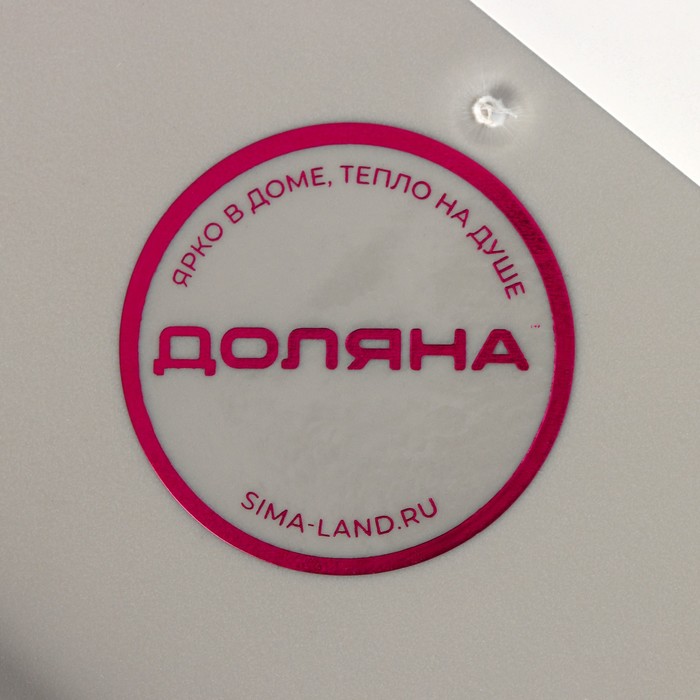 ЯРКО В ДОМЕ, ТЕПЛО НА ДУШЕ
ДОЛЯНА
SIMA-LAND.RU